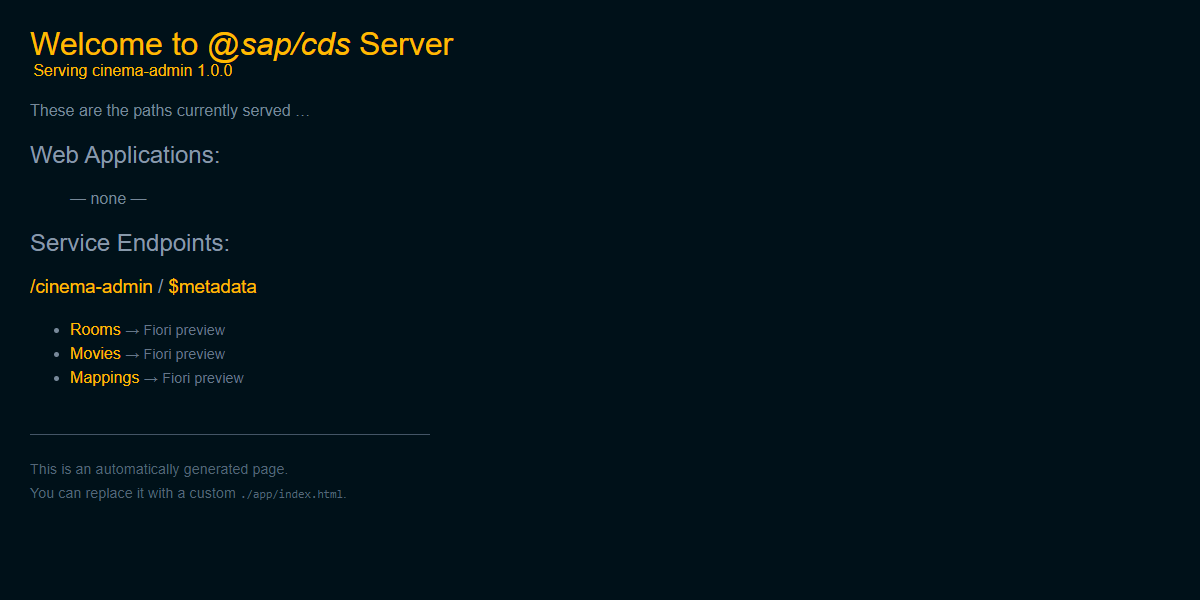 Welcome to @sap/cds Server
Serving cinema-admin 1.0.0
These are the paths currently served …
Web Applications:
— none —
Service Endpoints:
/cinema-admin / $metadata
Rooms → Fiori preview
Movies → Fiori preview
Mappings → Fiori preview
This is an automatically generated page.
You can replace it with a custom ./app/index.html.